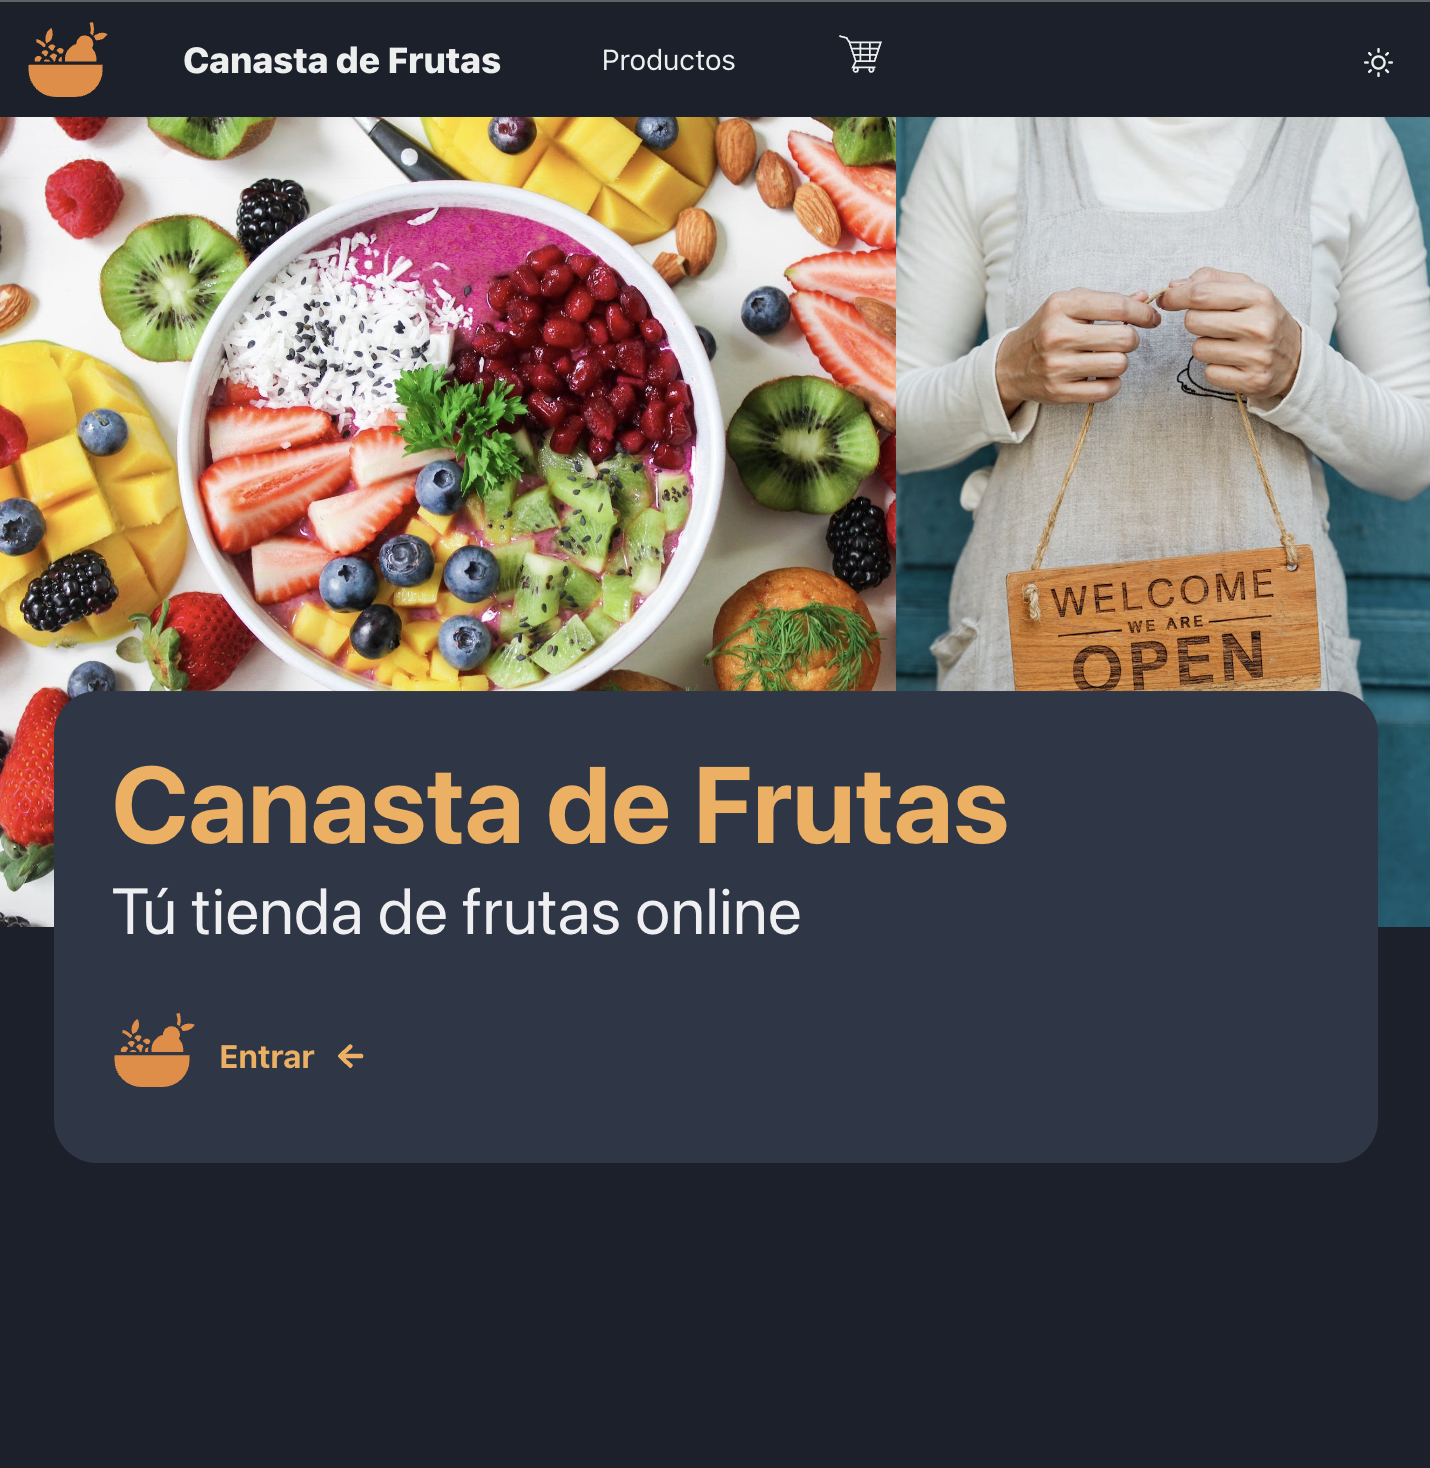 Canasta de Frutas
Productos
WELCOME
WE ARE
OPEN
Canasta de Frutas
Tú tienda de frutas online
Entrar